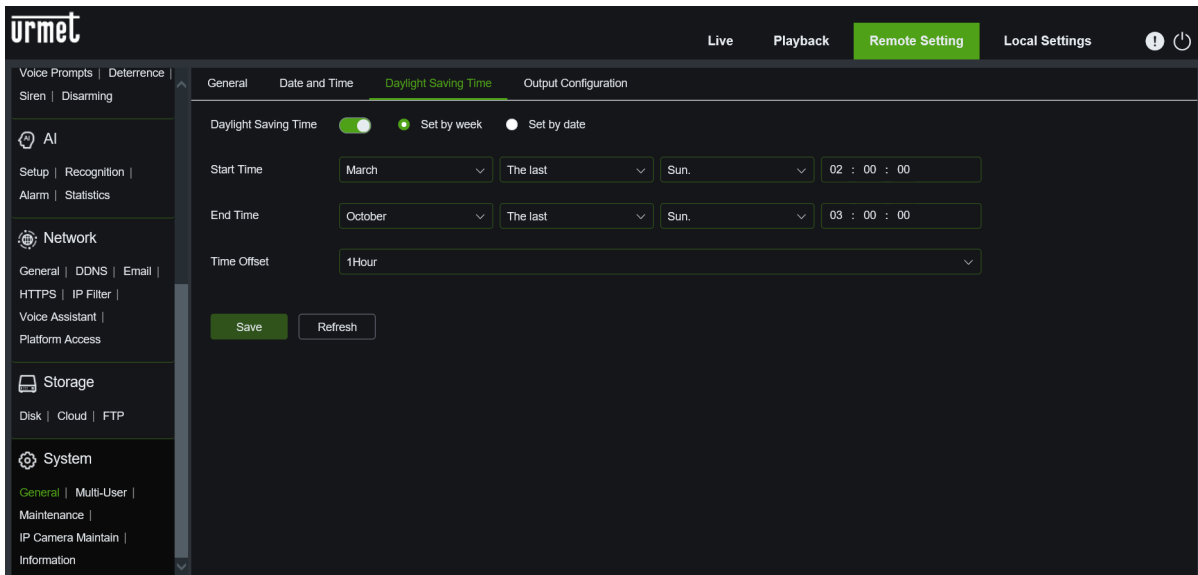 urmet
Live Playback Remote Setting Local Settings
Voice Prompts | Deterrence |
Siren | Disarming
AI
Setup | Recognition |
Alarm | Statistics
Network
General | DDNS | Email |
HTTPS | IP Filter |
Voice Assistant |
Platform Access
Storage
Disk | Cloud | FTP
System
General | Multi-User |
Maintenance |
IP Camera Maintain |
Information
General Date and Time Daylight Saving Time Output Configuration
Daylight Saving Time Set by week Set by date
Start Time March The last Sun. 02 : 00 : 00
End Time October The last Sun. 03 : 00 : 00
Time Offset 1Hour
Save Refresh